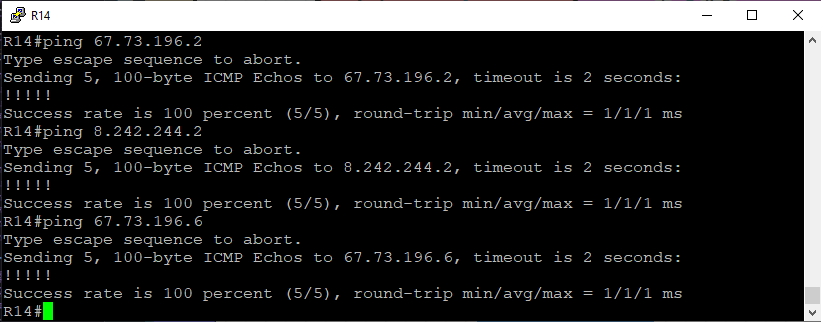 R14
R14#ping 67.73.196.2
Type escape sequence to abort.
Sending 5, 100-byte ICMP Echos to 67.73.196.2, timeout is 2 seconds:
!!!!!
Success rate is 100 percent (5/5), round-trip min/avg/max = 1/1/1 ms
R14#ping 8.242.244.2
Type escape sequence to abort.
Sending 5, 100-byte ICMP Echos to 8.242.244.2, timeout is 2 seconds:
!!!!!
Success rate is 100 percent (5/5), round-trip min/avg/max = 1/1/1 ms
R14#ping 67.73.196.6
Type escape sequence to abort.
Sending 5, 100-byte ICMP Echos to 67.73.196.6, timeout is 2 seconds:
!!!!!
Success rate is 100 percent (5/5), round-trip min/avg/max = 1/1/1 ms
R14#